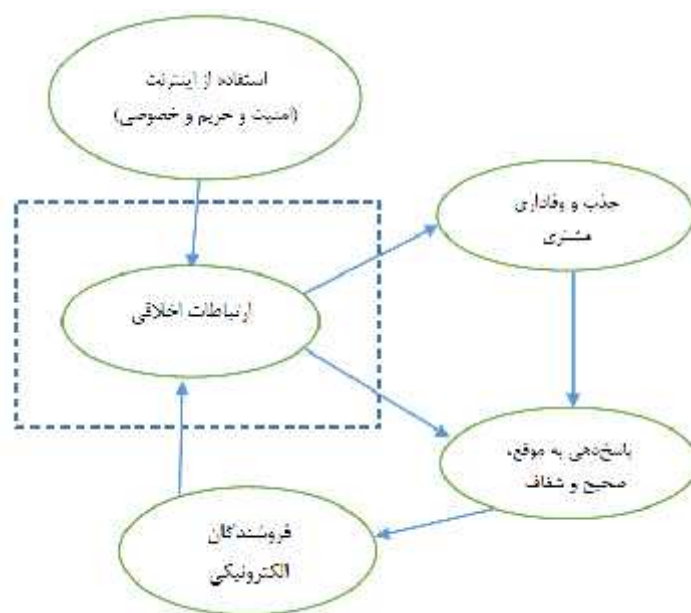 استفاده از اینترنت
(امنیت و حریم و خصوصی)
جذب و وفاداری
مشتری
ارتباطات اخلاقی
پاسخ‌دهی به موقع،
صحیح و شفاف
فروشندگان
الکترونیکی